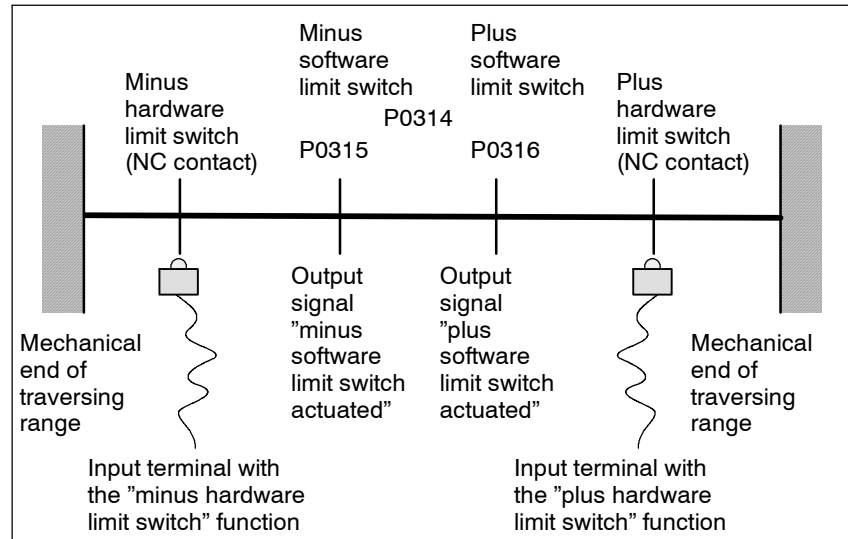 Minus
software
limit switch
Plus
software
limit switch
Minus
hardware
limit switch
(NC contact)
P0314
Plus
hardware
limit switch
(NC contact)
P0315
P0316
Output
signal
”minus
software
limit switch
actuated”
Output
signal
”plus
software
limit switch
actuated”
Mechanical
end of
traversing
range
Mechanical
end of
traversing
range
Input terminal with
the ”minus hardware
limit switch” function
Input terminal with
the ”plus hardware
limit switch” function